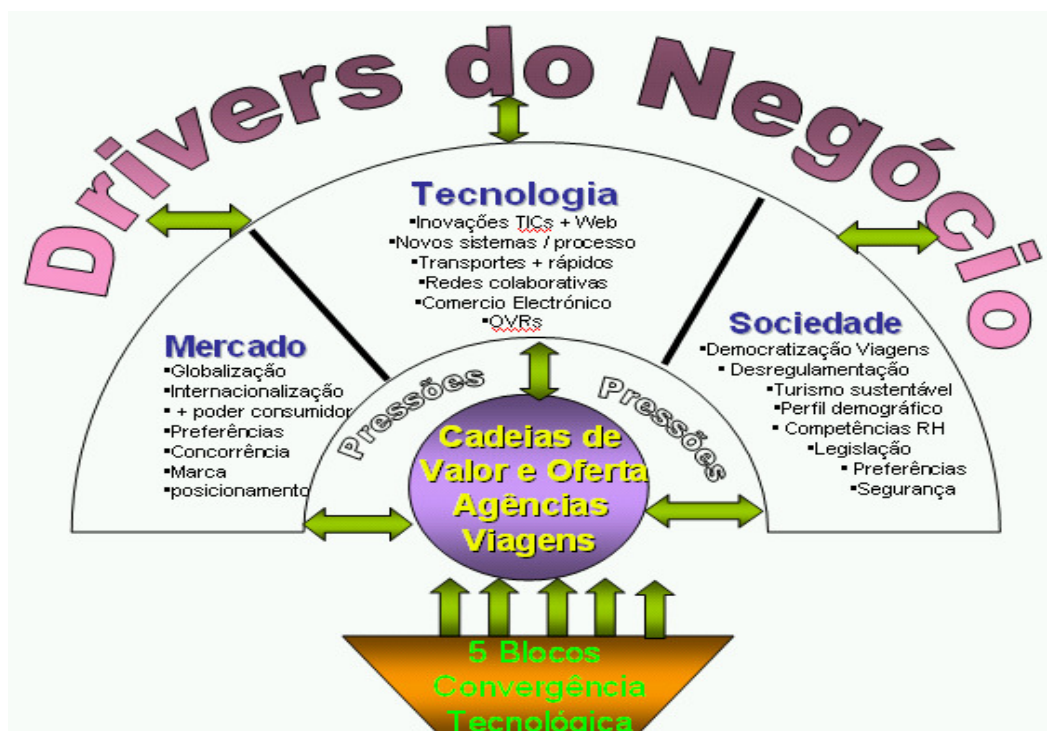 Drivers do Negócio
Tecnologia
▪Inovações TICs + Web
▪Novos sistemas / processo
▪Transportes + rápidos
▪Redes colaborativas
▪Comercio Electrónico
▪OVRs
Mercado
▪Globalização
▪Internacionalização
▪ + poder consumidor
▪Preferências
▪Concorrência
▪Marca
▪posicionamento
Sociedade
▪Democratização Viagens
▪ Desregulamentação
▪Turismo sustentável
▪Perfil demográfico
▪ Competências RH
▪Legislação
▪ Preferências
▪Segurança
Pressões
Pressões
Cadeias de
Valor e Oferta
Agências
Viagens
5 Blocos
Convergência
Tecnológica